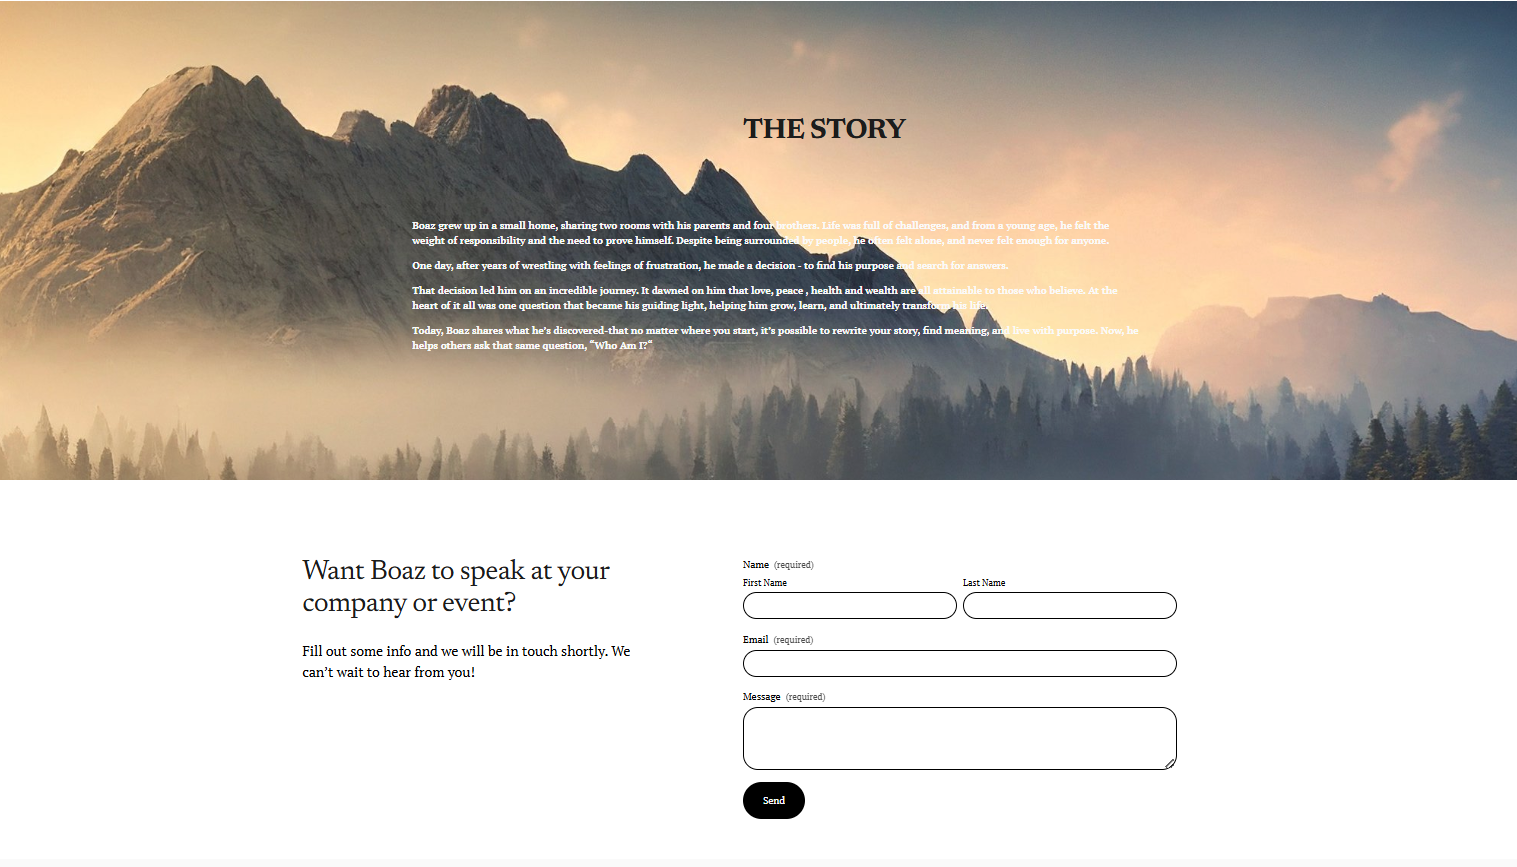 THE STORY
Boaz grew up in a small home, sharing two rooms with his parents and four brothers. Life was full of challenges, and from a young age, he felt the
weight of responsibility and the need to prove himself. Despite being surrounded by people, he often felt alone, and never felt enough for anyone.
One day, after years of wrestling with feelings of frustration, he made a decision - to find his purpose and search for answers.
That decision led him on an incredible journey. It dawned on him that love, peace , health and wealth are all attainable to those who believe. At the
heart of it all was one question that became his guiding light, helping him grow, learn, and ultimately transform his life.
Today, Boaz shares what he's discovered-that no matter where you start, it's possible to rewrite your story, find meaning, and live with purpose. Now, he
helps others ask that same question, "Who Am I?"
Want Boaz to speak at your
company or event?
Fill out some info and we will be in touch shortly. We
can't wait to hear from you!
Name (required)
First Name Last Name
Email (required)
Message (required)
Send